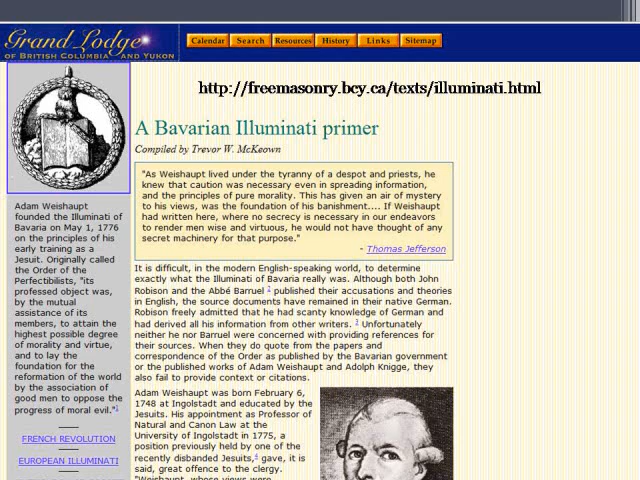 Grand Lodge
OF BRITISH COLUMBIA AND YUKON
Calendar
Search
Resources
History
Links
Sitemap
http://freemasonry.bcy.ca/texts/illuminati.html
A Bavarian Illuminati primer
Compiled by Trevor W. McKeown
"As Weishaupt lived under the tyranny of a despot and priests, he
knew that caution was necessary even in spreading information,
and the principles of pure morality. This has given an air of mystery
to his views, was the foundation of his banishment.... If Weishaupt
had written here, where no secrecy is necessary in our endeavors
to render men wise and virtuous, he would not have thought of any
secret machinery for that purpose."
- Thomas Jefferson
Adam Weishaupt
founded the Illuminati of
Bavaria on May 1, 1776
on the principles of his
early training as a
Jesuit. Originally called
the Order of the
Perfectibilists, "its
professed object was,
by the mutual
assistance of its
members, to attain the
highest possible degree
of morality and virtue,
and to lay the
foundation for the
reformation of the world
by the association of
good men to oppose the
progress of moral evil."1
FRENCH REVOLUTION
EUROPEAN ILLUMINATI
It is difficult, in the modern English-speaking world, to determine
exactly what the Illuminati of Bavaria really was. Although both John
Robison and the Abbé Barruel 2 published their accusations and theories
in English, the source documents have remained in their native German.
Robison freely admitted that he had scanty knowledge of German and
had derived all his information from other writers. 3 Unfortunately
neither he nor Barruel were concerned with providing references for
their sources. When they do quote from the papers and
correspondence of the Order as published by the Bavarian government
or the published works of Adam Weishaupt and Adolph Knigge, they
also fail to provide context or citations.
Adam Weishaupt was born February 6,
1748 at Ingolstadt and educated by the
Jesuits. His appointment as Professor of
Natural and Canon Law at the
University of Ingolstadt in 1775, a
position previously held by one of the
recently disbanded Jesuits,4 gave, it is
said, great offence to the clergy.
"Weishaupt, whose views were